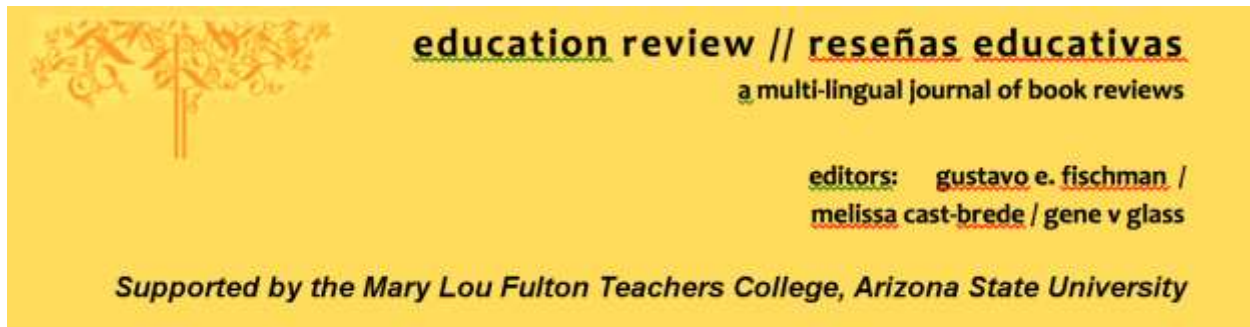 education review // reseñas educativas
a multi-lingual journal of book reviews
editors: gustavo e. fischman /
melissa cast-brede / gene v glass
Supported by the Mary Lou Fulton Teachers College, Arizona State University